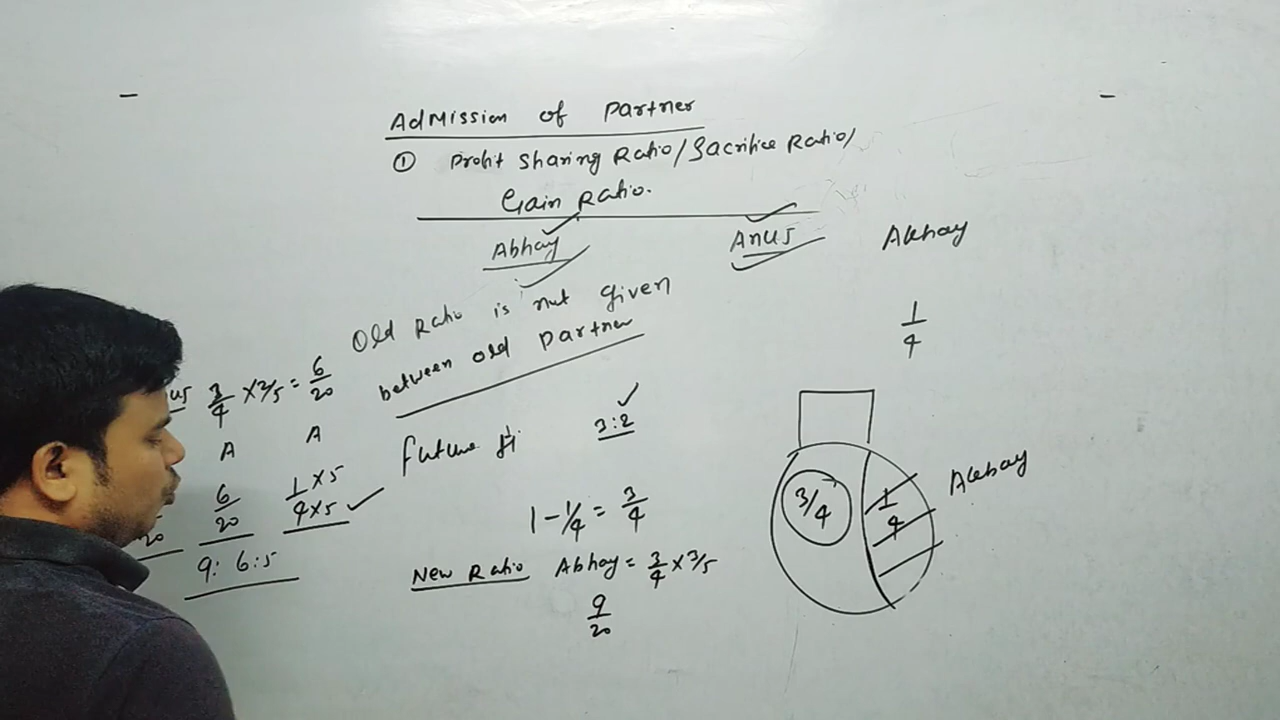 Admission of Partner
① Profit Sharing Ratio/Sacrifice Ratio/
Gain Ratio.
Abhay Anus Akhay
1/4
Old Ratio is not given
between old Partner
us 3/4 × 2/5 = 6/20
A A
Future 3:2
6/20 1/4 ×5 ×5
20
9:6:5
1 - 1/4 = 3/4
New Ratio Abhay = 3/4 × 3/5
9/20
3/4 1/4 Akhay